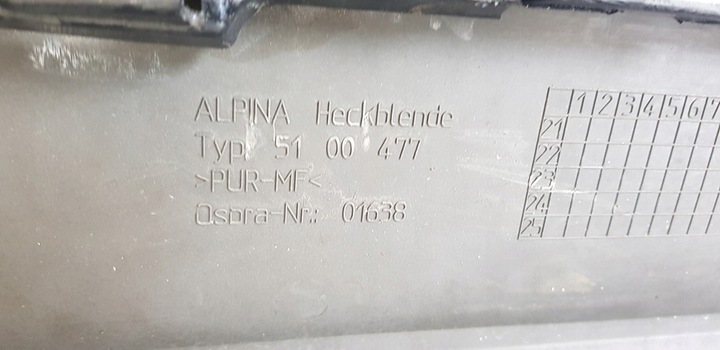 ALPINA Heckblende
Typ 51 00 477
>PUR-MF<
Ospra-Nr.: 01638
1 2 3 4 5 6 7
21
22
23
24
25